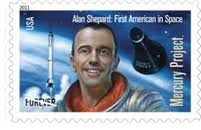 2011
Alan Shepard: First American in Space
USA
Mercury Project
FOREVER